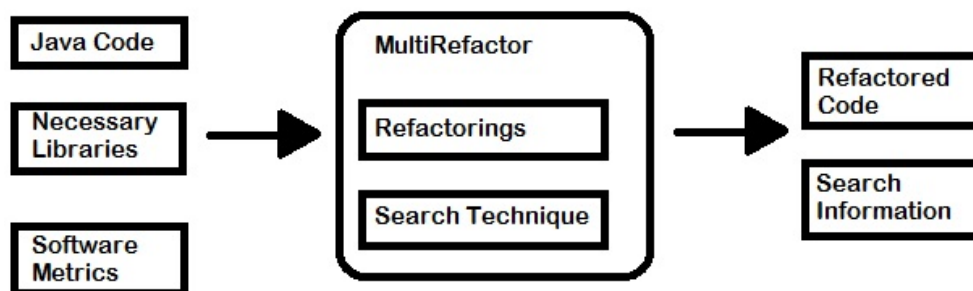 Java Code
Necessary
Libraries
Software
Metrics
MultiRefactor
Refactorings
Search Technique
Refactored
Code
Search
Information